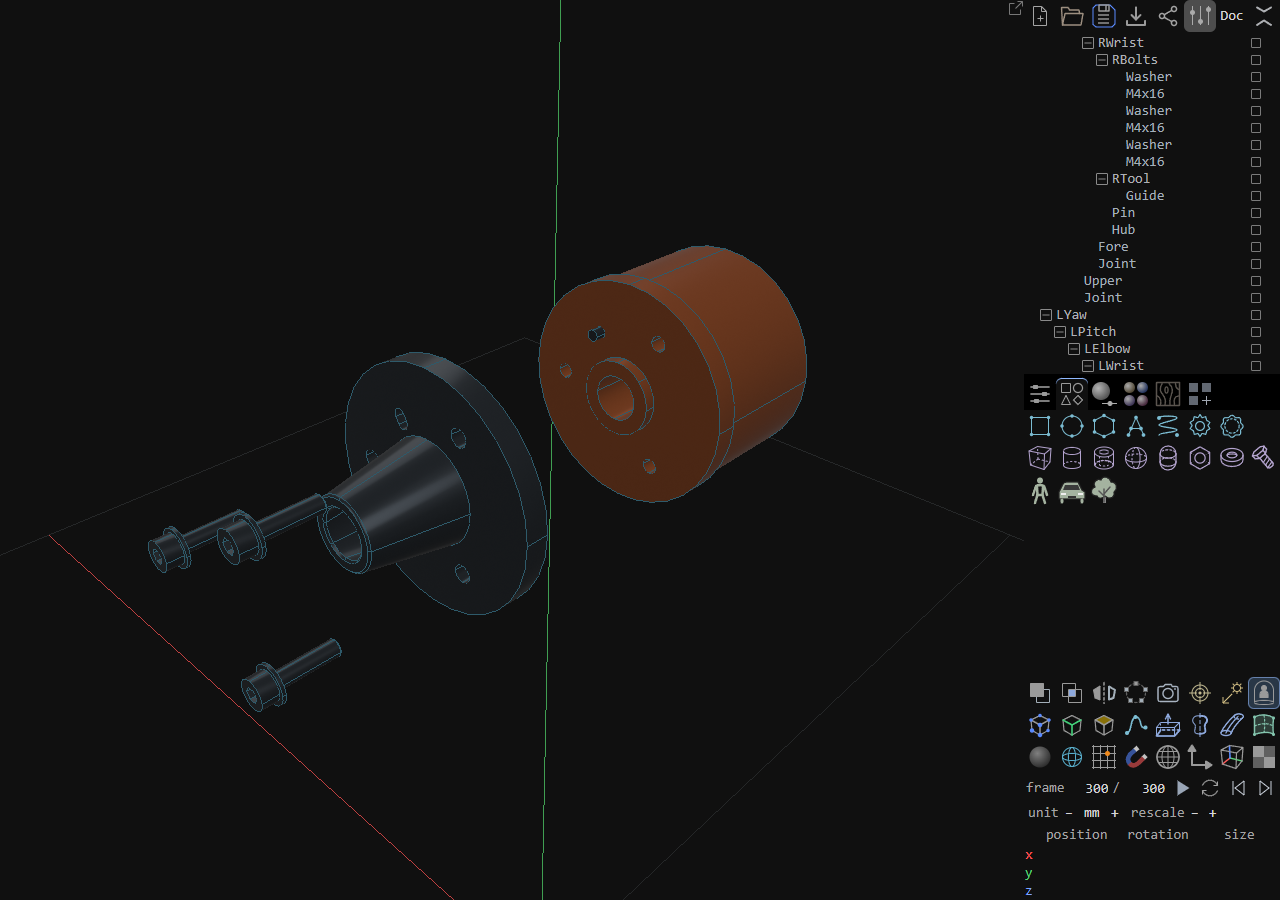 Doc
RWrist
RBolts
Washer
M4x16
Washer
M4x16
Washer
M4x16
RTool
Guide
Pin
Hub
Fore
Joint
Upper
Joint
LYaw
LPitch
LElbow
LWrist
frame 300 / 300
unit − mm + rescale − +
position rotation size
x
y
z